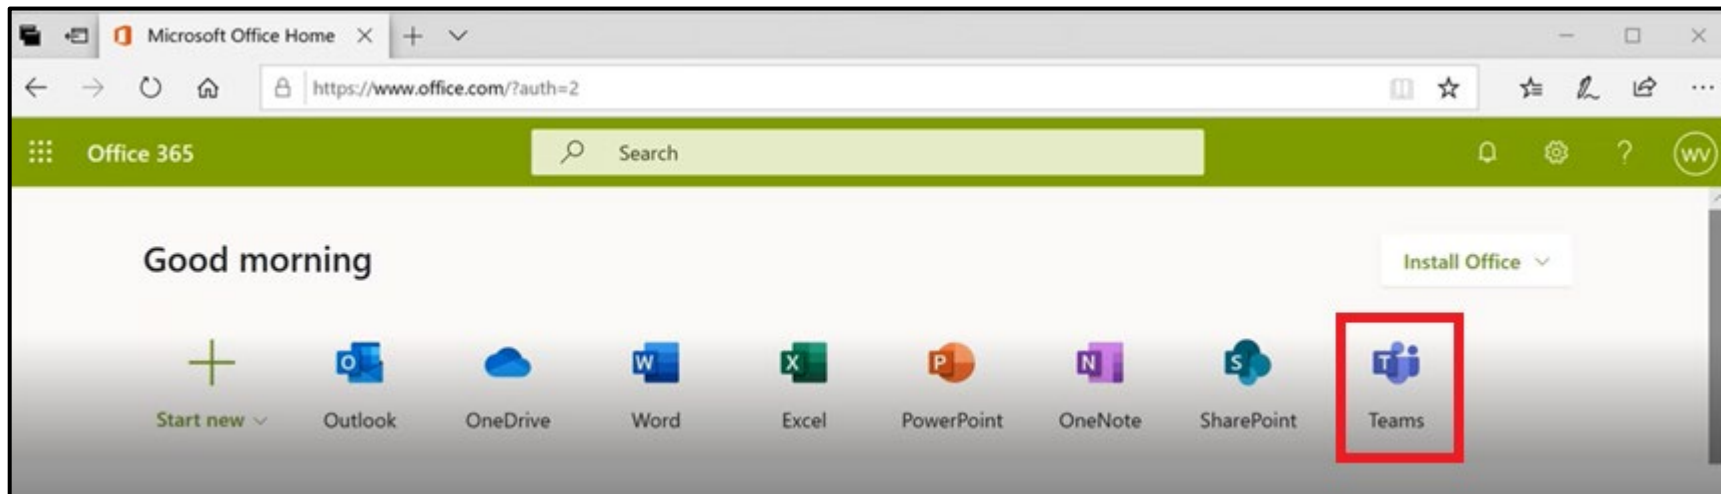 Microsoft Office Home
https://www.office.com/?auth=2
Office 365
Search
WV
Good morning
Install Office
O
W
X
P
N
S
T
Start new
Outlook
OneDrive
Word
Excel
PowerPoint
OneNote
SharePoint
Teams